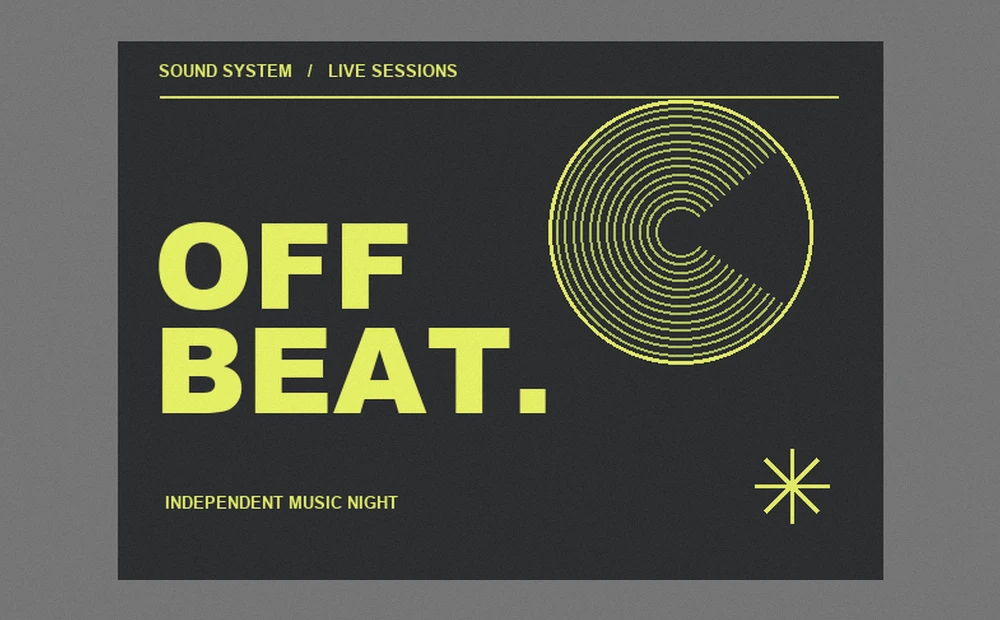 SOUND SYSTEM / LIVE SESSIONS
OFF
BEAT.
INDEPENDENT MUSIC NIGHT